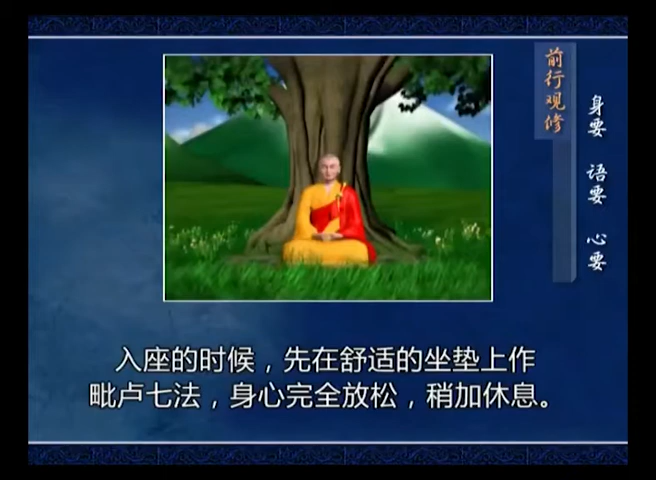 前行观修
身要 语要 心要
入座的时候，先在舒适的坐垫上作
毗卢七法，身心完全放松，稍加休息。